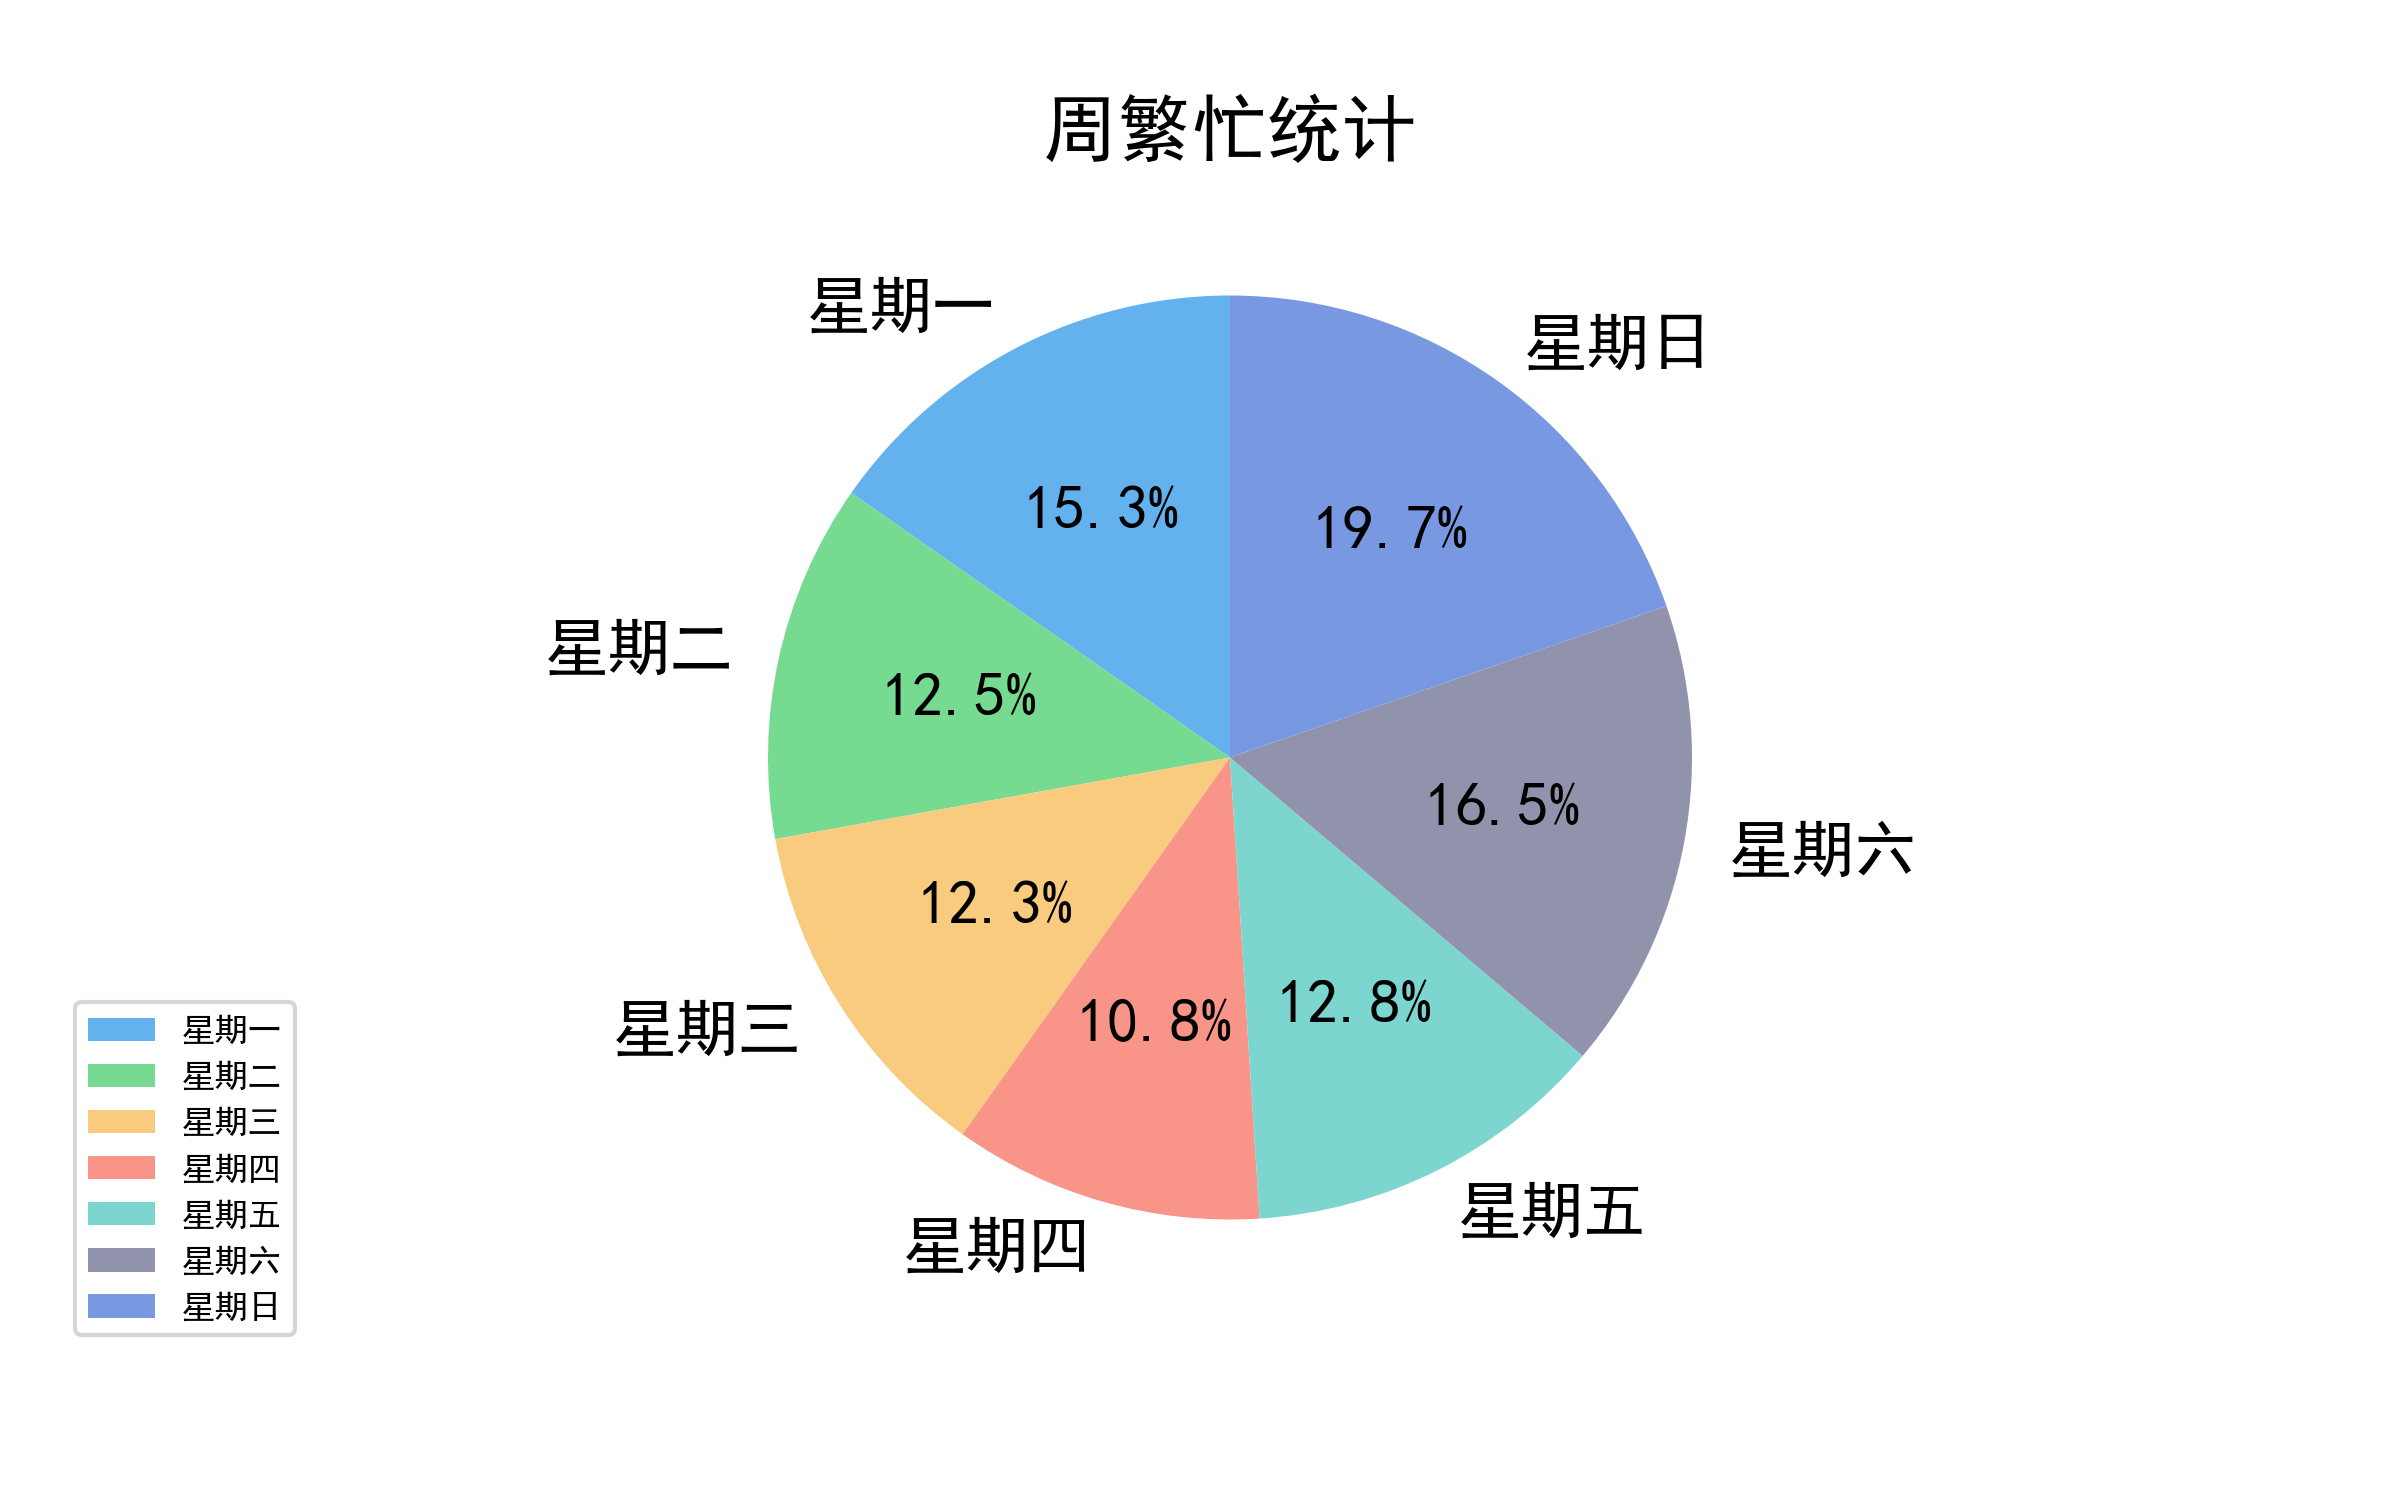 周繁忙统计
星期一
星期日
15.3%
19.7%
星期二
12.5%
16.5%
星期六
12.3%
星期三
10.8%
12.8%
星期四
星期五
星期一
星期二
星期三
星期四
星期五
星期六
星期日